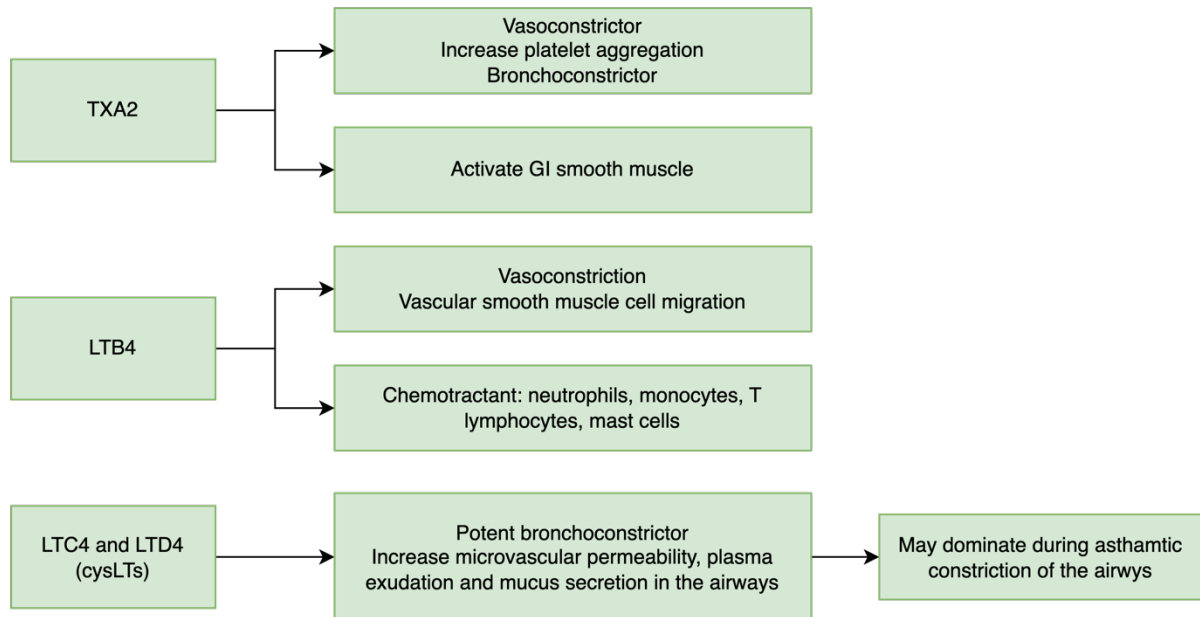 TXA2
Vasoconstrictor
Increase platelet aggregation
Bronchoconstrictor
Activate GI smooth muscle
LTB4
Vasoconstriction
Vascular smooth muscle cell migration
Chemotractant: neutrophils, monocytes, T
lymphocytes, mast cells
LTC4 and LTD4
(cysLTs)
Potent bronchoconstrictor
Increase microvascular permeability, plasma
exudation and mucus secretion in the airways
May dominate during asthamtic
constriction of the airwys